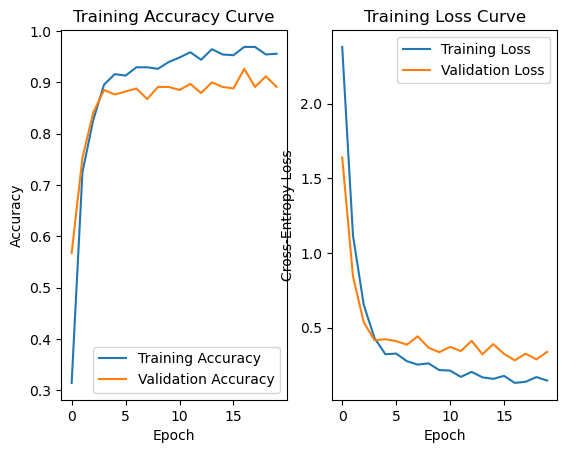 Training Accuracy Curve
1.0
0.9
0.8
0.7
0.6
0.5
0.4
0.3
Accuracy
0
5
10
15
Epoch
Training Accuracy
Validation Accuracy
Training Loss Curve
2.0
1.5
1.0
0.5
Cross-Entropy Loss
0
5
10
15
Epoch
Training Loss
Validation Loss